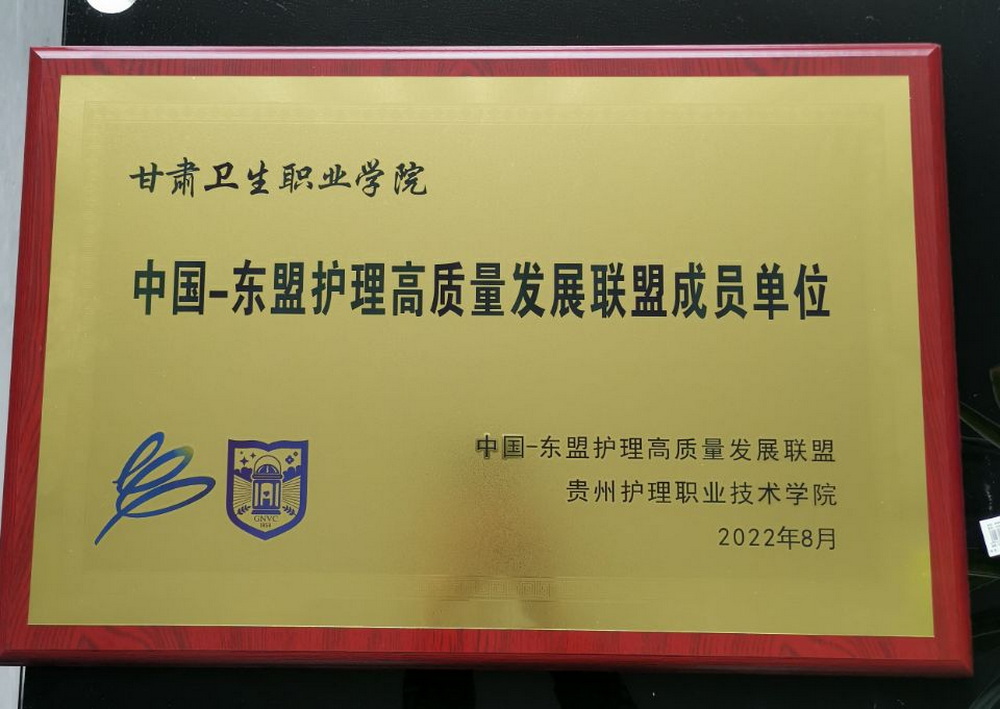 甘肃卫生职业学院
中国-东盟护理高质量发展联盟成员单位
中国-东盟护理高质量发展联盟
贵州护理职业技术学院
2022年8月
GNVC